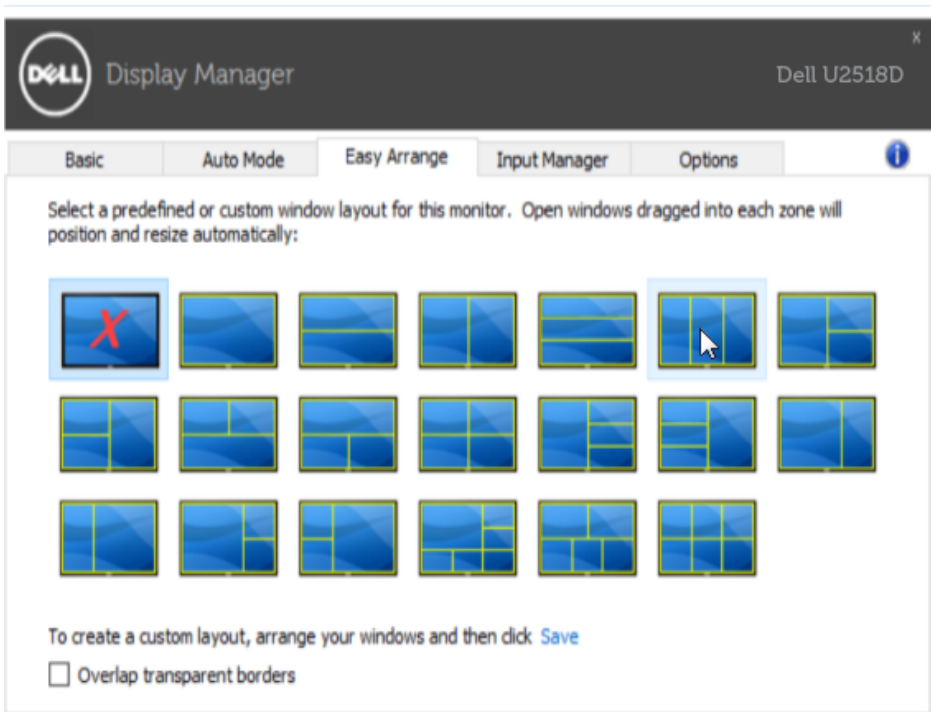 x
DELL Display Manager Dell U2518D
Basic Auto Mode Easy Arrange Input Manager Options i
Select a predefined or custom window layout for this monitor. Open windows dragged into each zone will
position and resize automatically:
X
To create a custom layout, arrange your windows and then click Save
Overlap transparent borders